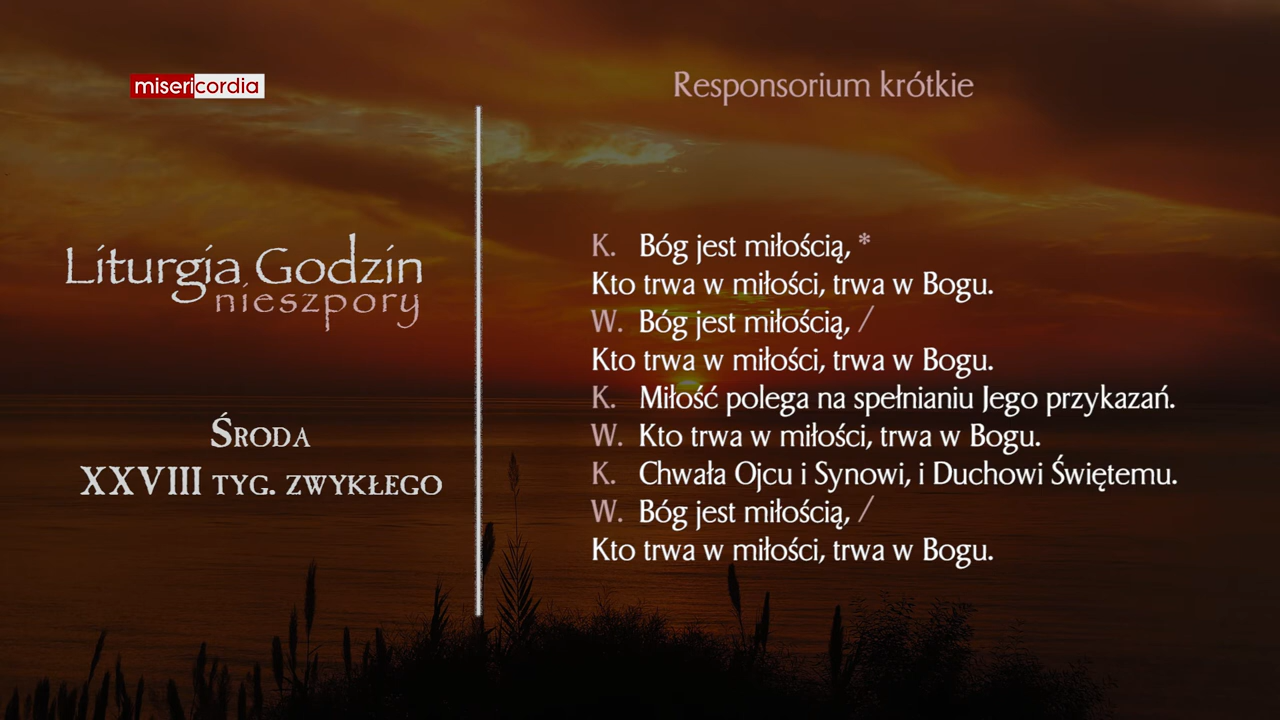 misericordia
Liturgia Godzin
nieszpory
Środa
XXVIII tyg. zwykłego
Responsorium krótkie
K. Bóg jest miłością, *
Kto trwa w miłości, trwa w Bogu.
W. Bóg jest miłością, /
Kto trwa w miłości, trwa w Bogu.
K. Miłość polega na spełnianiu Jego przykazań.
W. Kto trwa w miłości, trwa w Bogu.
K. Chwała Ojcu i Synowi, i Duchowi Świętemu.
W. Bóg jest miłością, /
Kto trwa w miłości, trwa w Bogu.